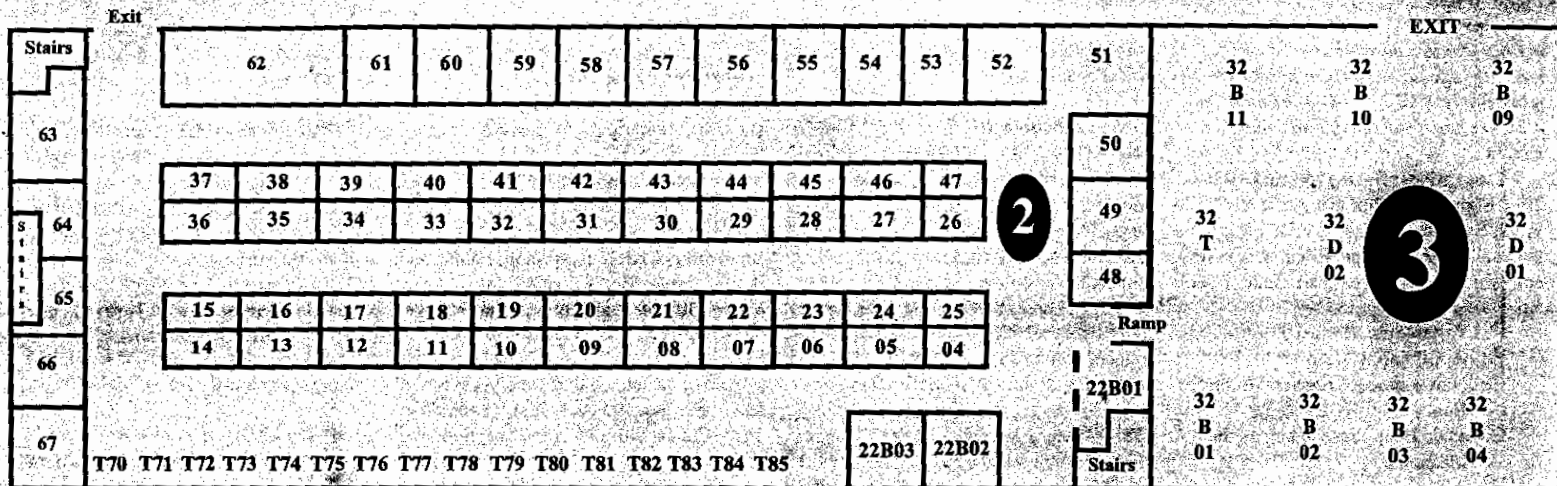 Exit
EXIT
Stairs
62 61 60 59 58 57 56 55 54 53 52 51
32 B 11
32 B 10
32 B 09
63
50
37 38 39 40 41 42 43 44 45 46 47
36 35 34 33 32 31 30 29 28 27 26
2
49
64
Stairs
32 T
32 D 02
3
32 D 01
65
48
15 16 17 18 19 20 21 22 23 24 25
Ramp
14 13 12 11 10 09 08 07 06 05 04
66
22B01
32 B 01
32 B 02
32 B 03
32 B 04
67
T70 T71 T72 T73 T74 T75 T76 T77 T78 T79 T80 T81 T82 T83 T84 T85
22B03 22B02
Stairs